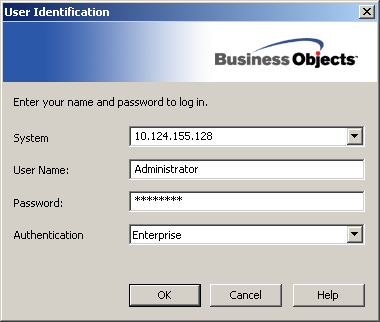 User Identification
Business Objects™
Enter your name and password to log in.
System 10.124.155.128
User Name: Administrator
Password: ********
Authentication Enterprise
OK Cancel Help